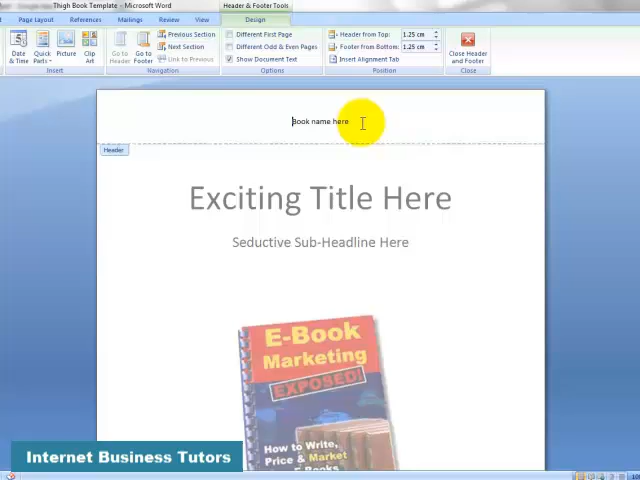 Thigh Book Template - Microsoft Word
Header & Footer Tools
Page Layout References Mailings Review View Design
Date & Time
Quick Parts
Picture
Clip Art
Insert
Go to Header
Go to Footer
Previous Section
Next Section
Link to Previous
Navigation
Different First Page
Different Odd & Even Pages
Show Document Text
Options
Header from Top: 1.25 cm
Footer from Bottom: 1.25 cm
Insert Alignment Tab
Position
Close Header and Footer
Close
Book name here
Header
Exciting Title Here
Seductive Sub-Headline Here
E-Book
Marketing
EXPOSED!
How to Write,
Price & Market
E-Books
Internet Business Tutors